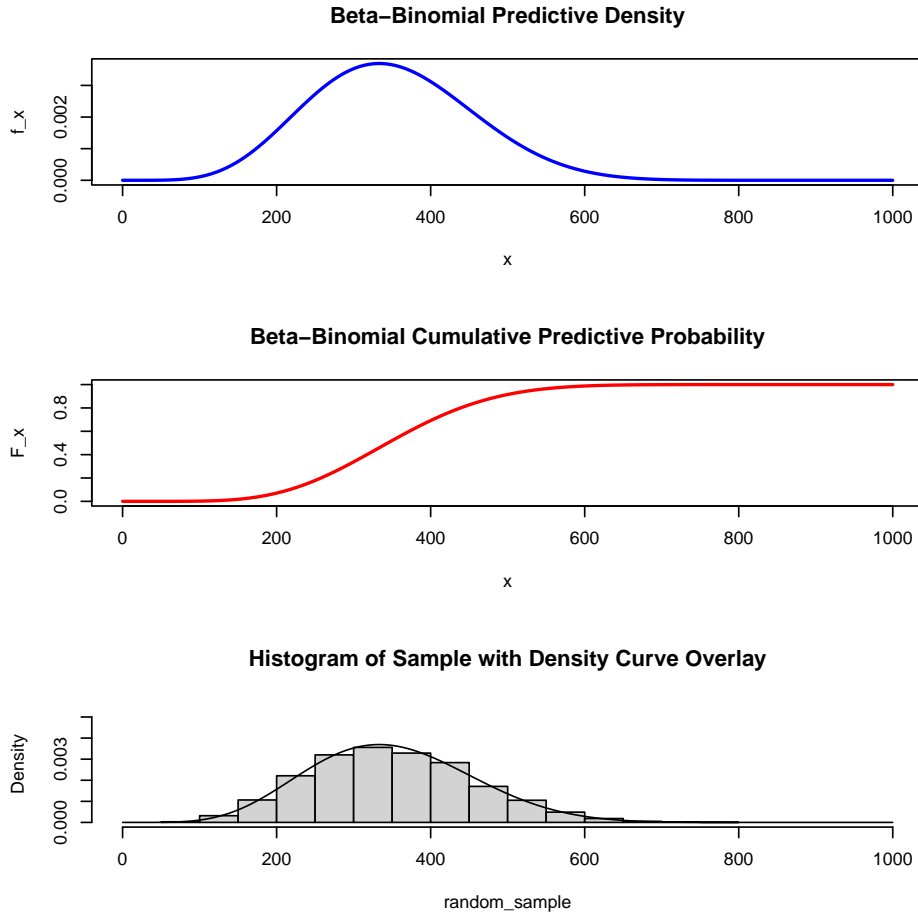 Beta−Binomial Predictive Density
f_x
0.002
0.000
0 200 400 600 800 1000
x
Beta−Binomial Cumulative Predictive Probability
F_x
0.8
0.4
0.0
0 200 400 600 800 1000
x
Histogram of Sample with Density Curve Overlay
Density
0.003
0.000
0 200 400 600 800 1000
random_sample